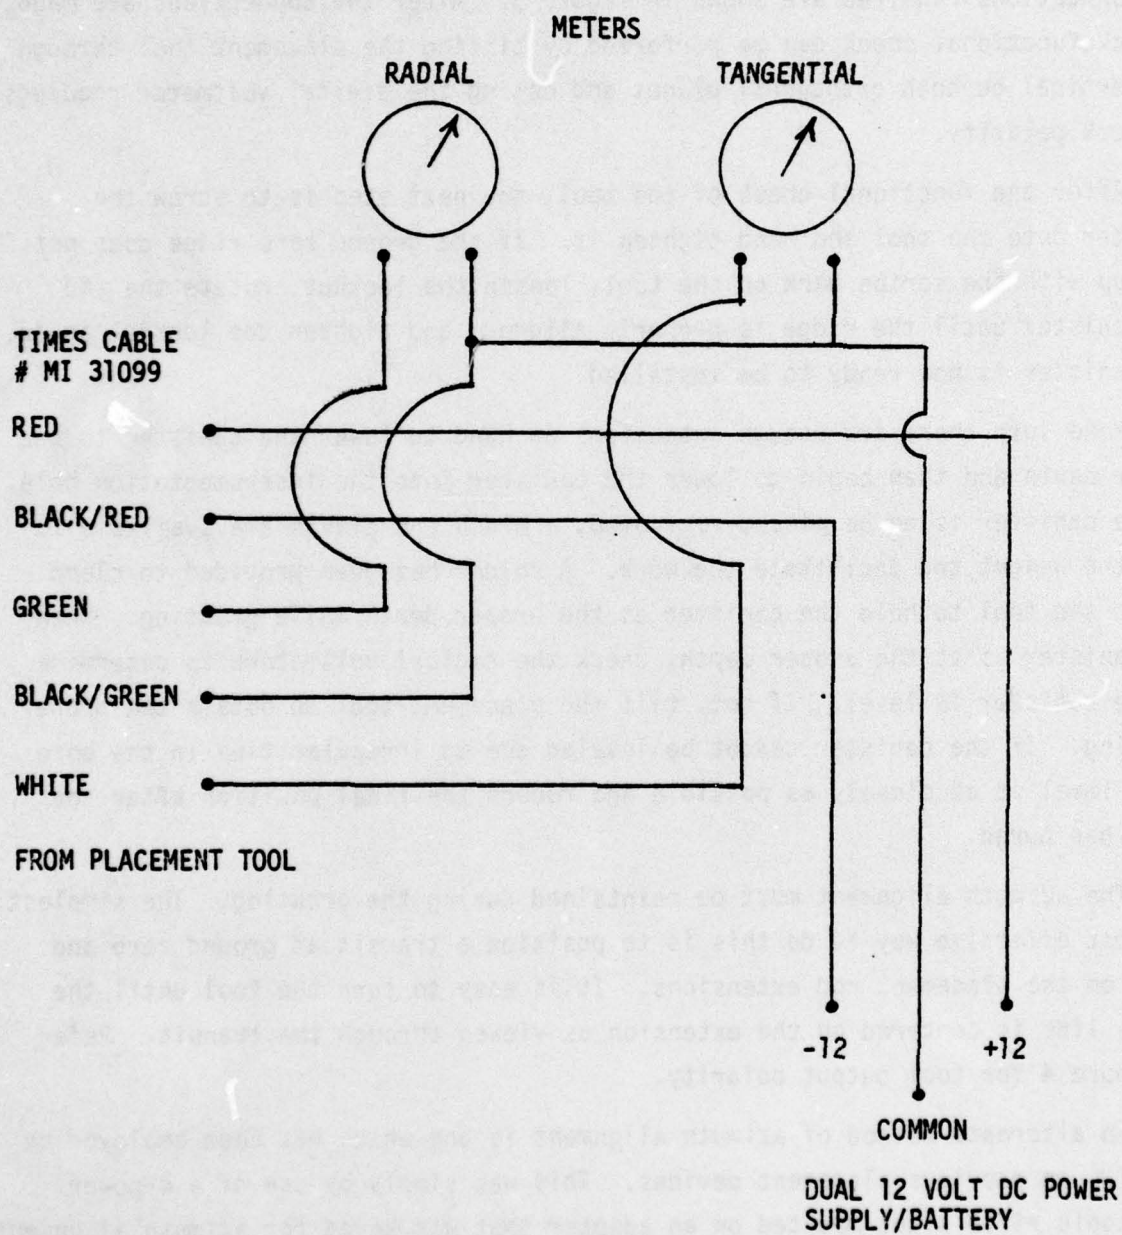 METERS
RADIAL
TANGENTIAL
TIMES CABLE
# MI 31099
RED
BLACK/RED
GREEN
BLACK/GREEN
WHITE
FROM PLACEMENT TOOL
-12
+12
COMMON
DUAL 12 VOLT DC POWER
SUPPLY/BATTERY